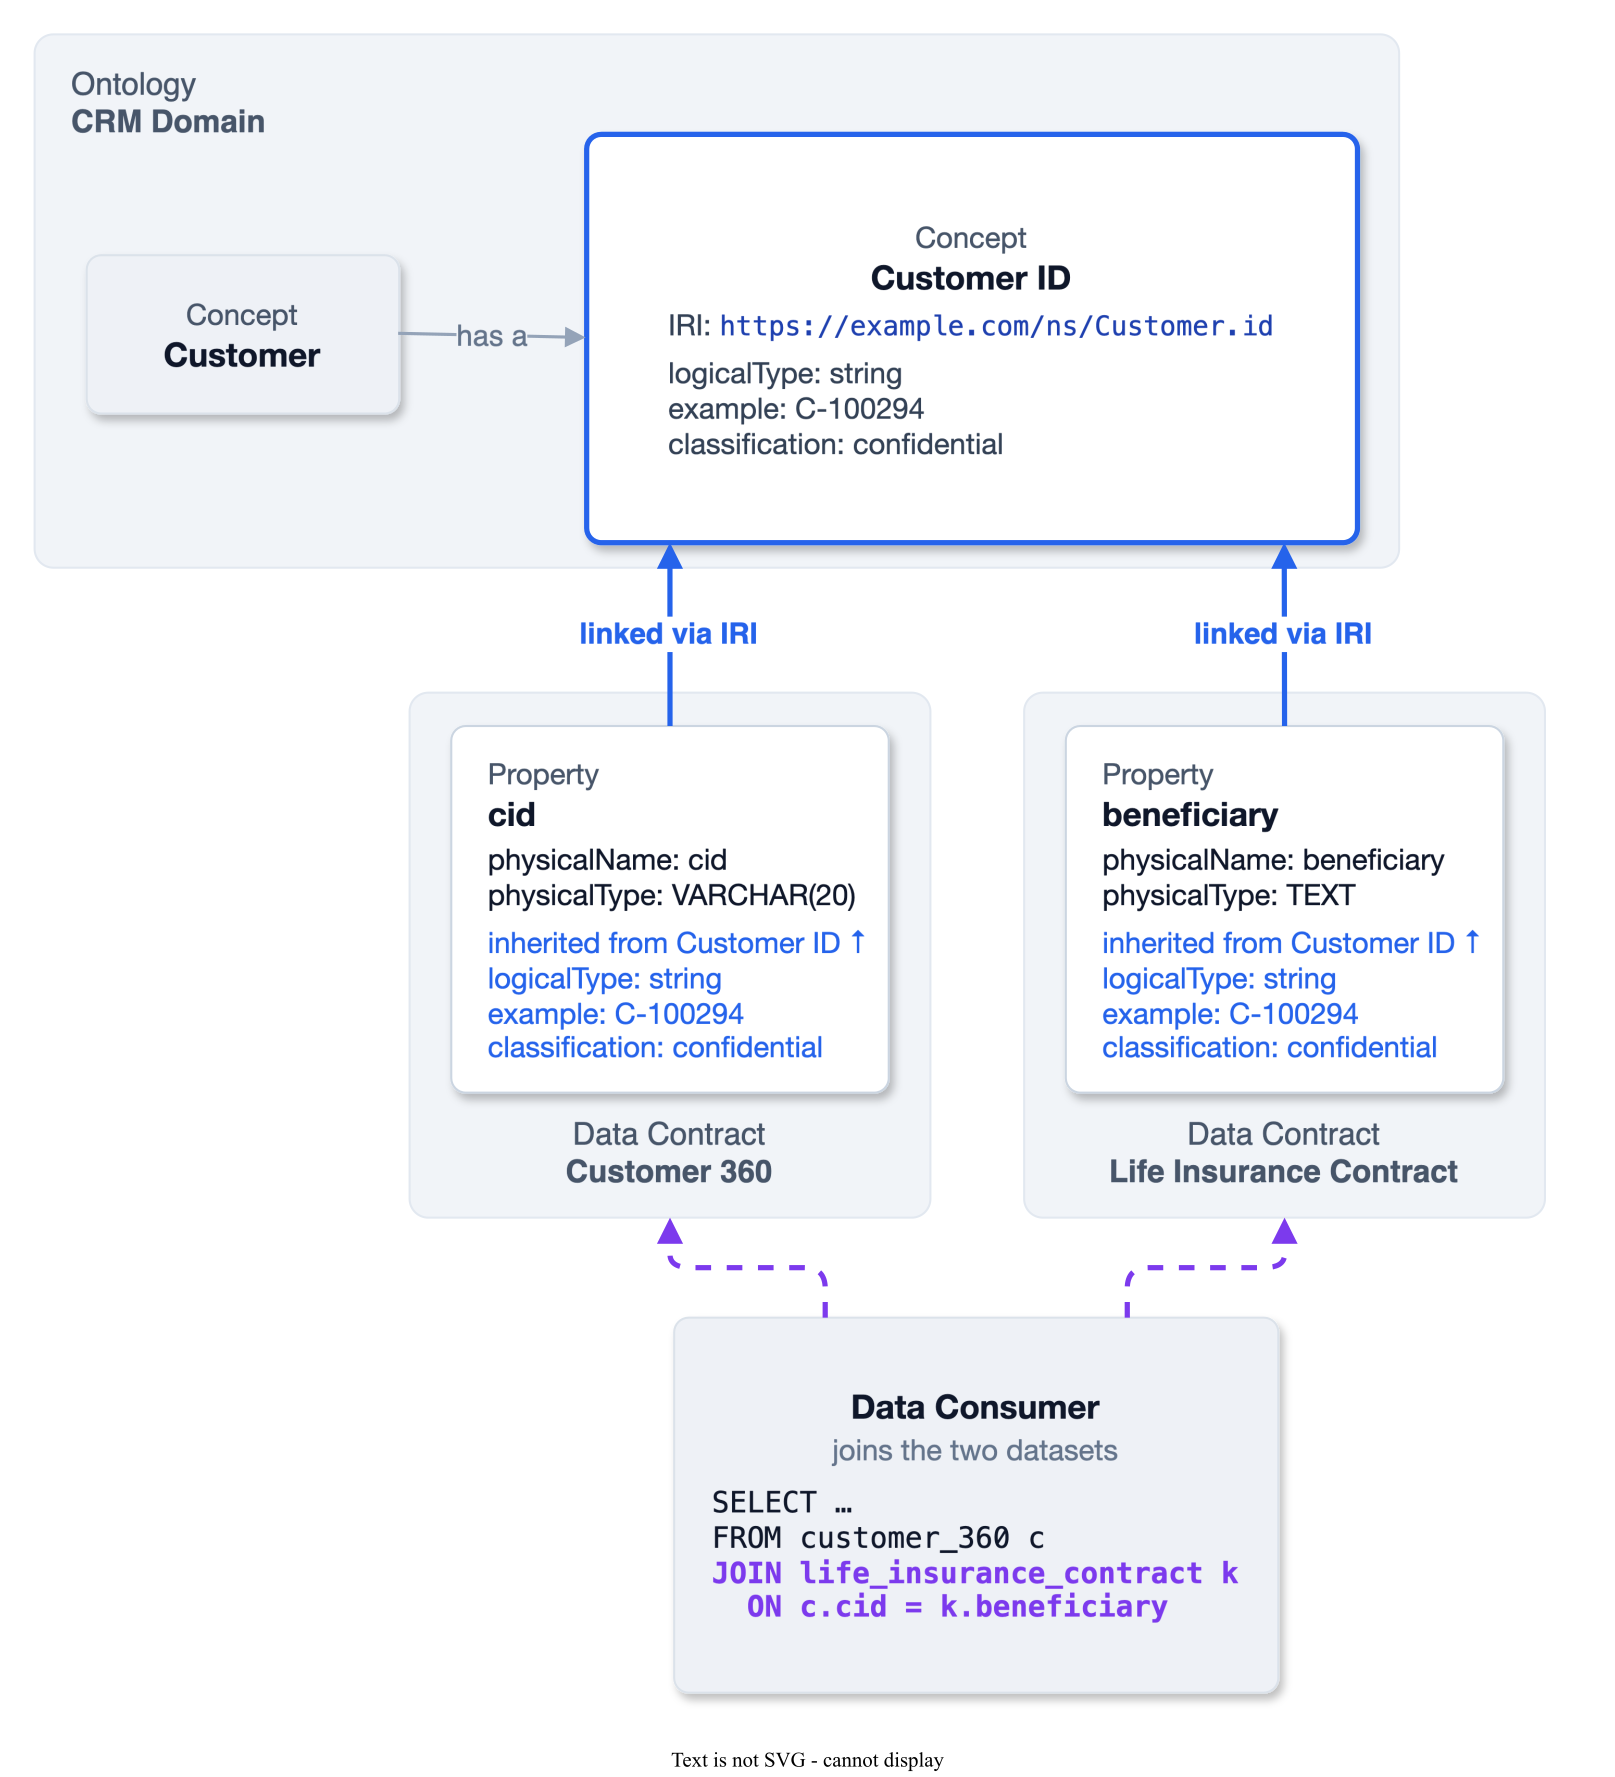 Ontology
CRM Domain
Concept
Customer
has a
Concept
Customer ID
IRI: https://example.com/ns/Customer.id
logicalType: string
example: C-100294
classification: confidential
linked via IRI
linked via IRI
Property
cid
physicalName: cid
physicalType: VARCHAR(20)
inherited from Customer ID ↑
logicalType: string
example: C-100294
classification: confidential
Data Contract
Customer 360
Property
beneficiary
physicalName: beneficiary
physicalType: TEXT
inherited from Customer ID ↑
logicalType: string
example: C-100294
classification: confidential
Data Contract
Life Insurance Contract
Data Consumer
joins the two datasets
SELECT …
FROM customer_360 c
JOIN life_insurance_contract k
ON c.cid = k.beneficiary
Text is not SVG - cannot display